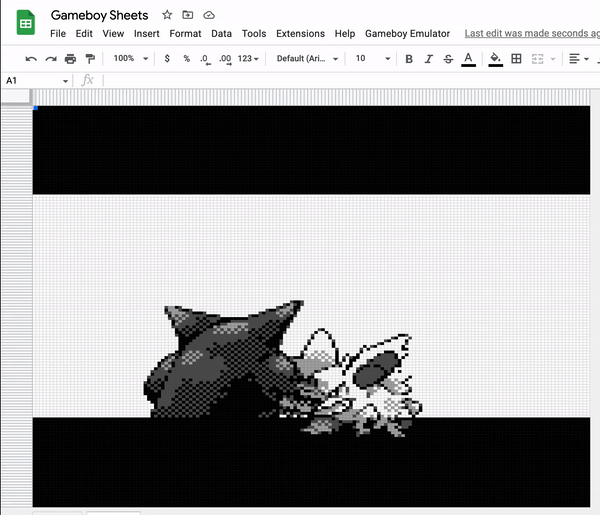 Gameboy Sheets
File Edit View Insert Format Data Tools Extensions Help Gameboy Emulator Last edit was made seconds ag
100% $ % .0 .00 123 Default (Ari... 10 B I S A
A1 fx